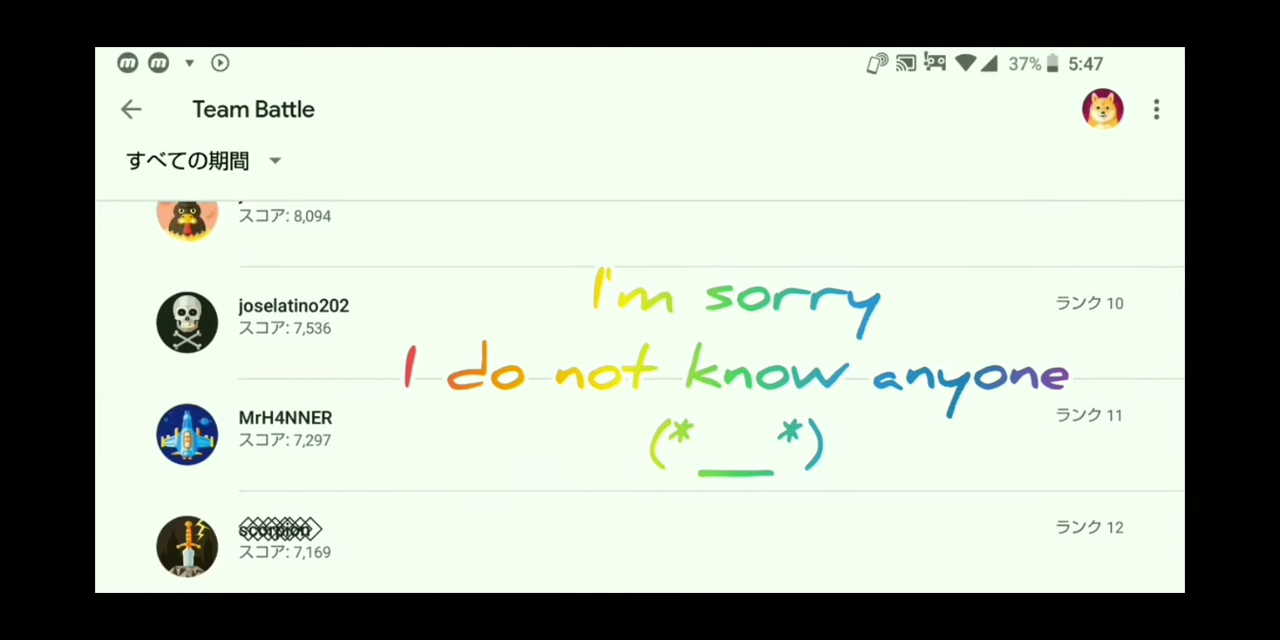 37% 5:47
Team Battle
すべての期間
スコア: 8,094
joselatino202
スコア: 7,536
ランク 10
MrH4NNER
スコア: 7,297
ランク 11
scorpion
スコア: 7,169
ランク 12
I'm sorry
I do not know anyone
(*___*)